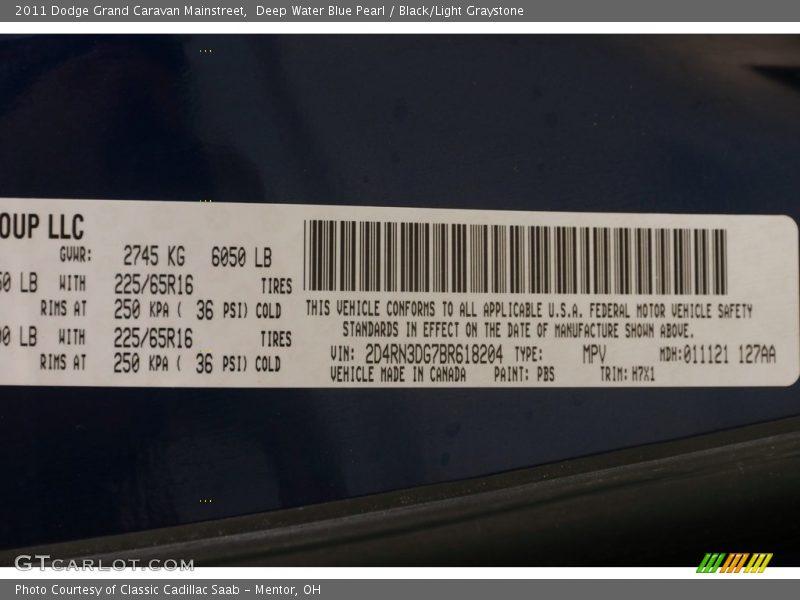 2011 Dodge Grand Caravan Mainstreet,  Deep Water Blue Pearl / Black/Light Graystone
OUP LLC
GVWR: 2745 KG 6050 LB
50 LB WITH 225/65R16 TIRES
RIMS AT 250 KPA ( 36 PSI) COLD
00 LB WITH 225/65R16 TIRES
RIMS AT 250 KPA ( 36 PSI) COLD
THIS VEHICLE CONFORMS TO ALL APPLICABLE U.S.A. FEDERAL MOTOR VEHICLE SAFETY
STANDARDS IN EFFECT ON THE DATE OF MANUFACTURE SHOWN ABOVE.
VIN: 2D4RN3DG7BR618204 TYPE: MPV MDH:011121 127AA
VEHICLE MADE IN CANADA PAINT: PBS TRIM: H7X1
GTCARLOT.COM
Photo Courtesy of Classic Cadillac Saab - Mentor, OH